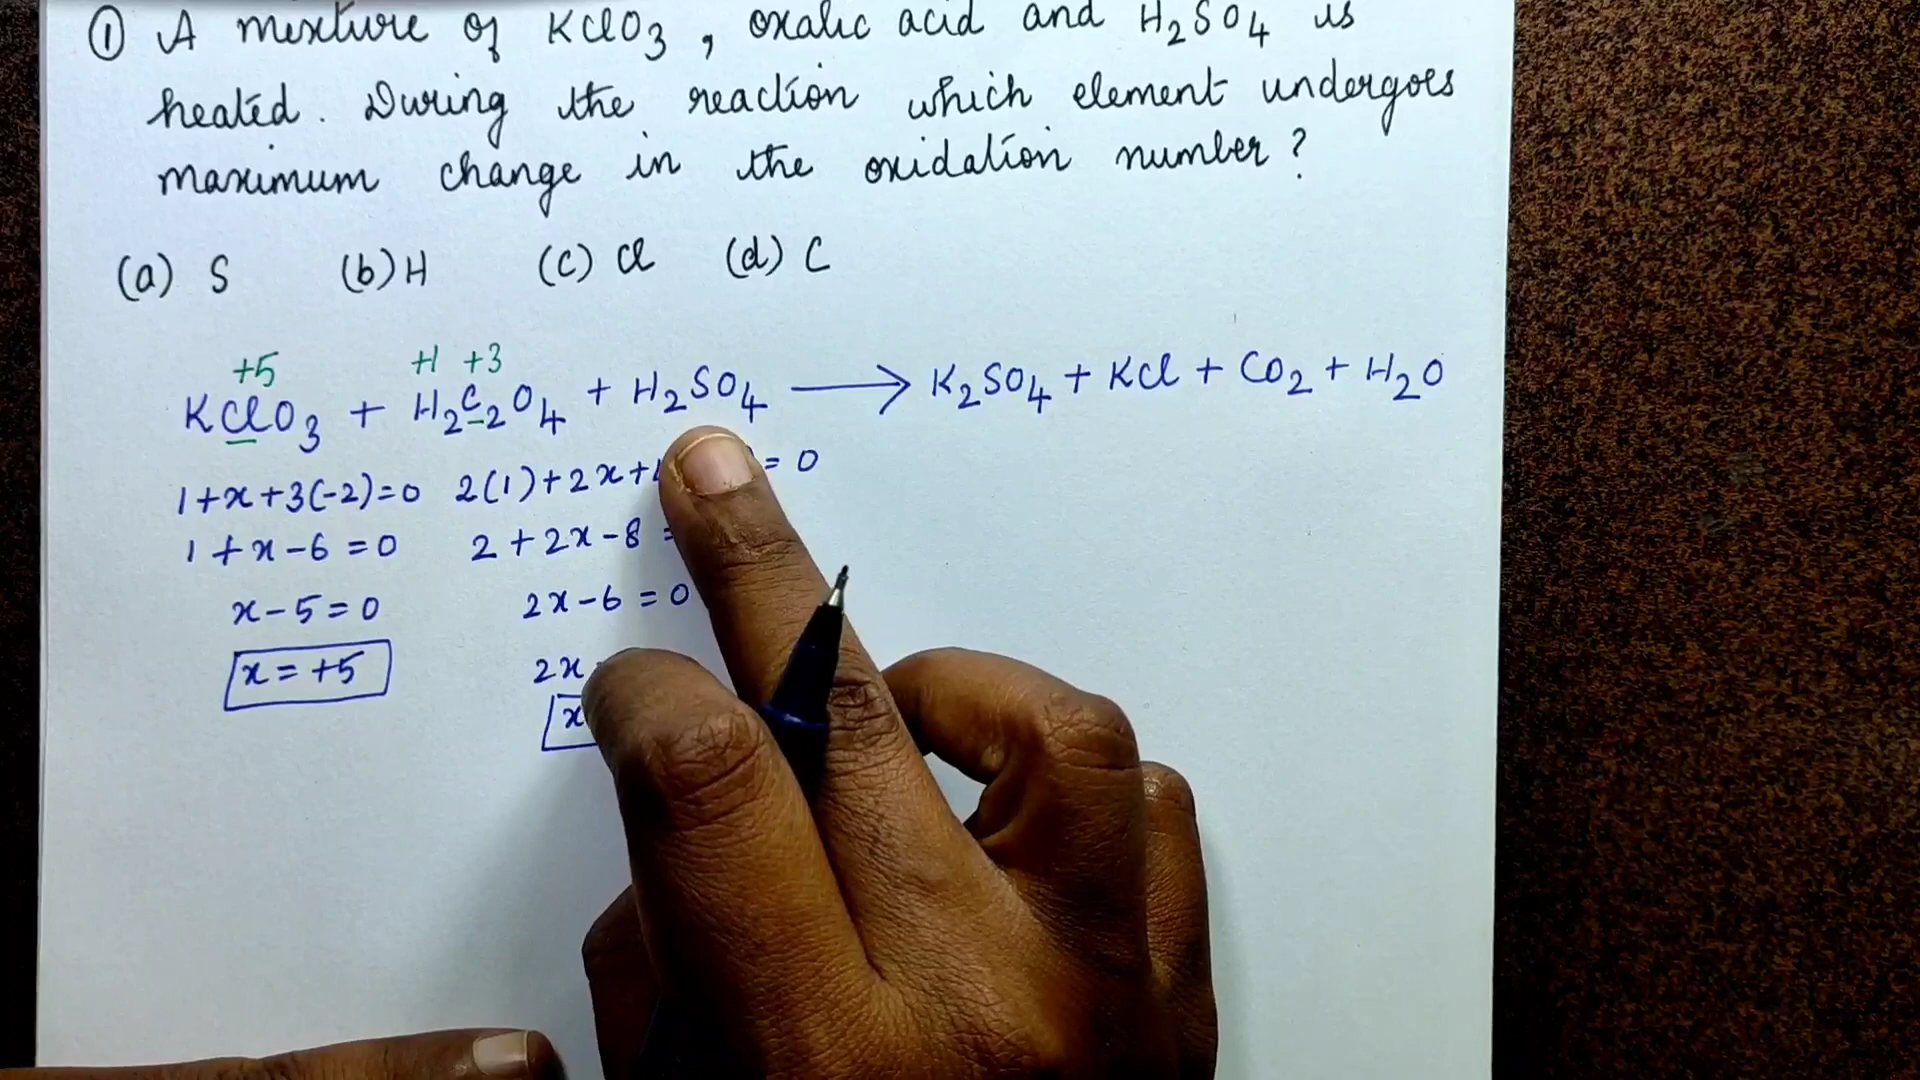 ① A mixture of KClO3, oxalic acid and H2SO4 is
heated. During the reaction which element undergoes
maximum change in the oxidation number?
(a) S (b) H (c) Cl (d) C
+5 +1 +3
KClO3 + H2C2O4 + H2SO4 ⟶ K2SO4 + KCl + CO2 + H2O
1+x+3(-2)=0 2(1)+2x+ = 0
1+x-6=0 2+2x-8
x-5=0 2x-6=0
x=+5 2x
x